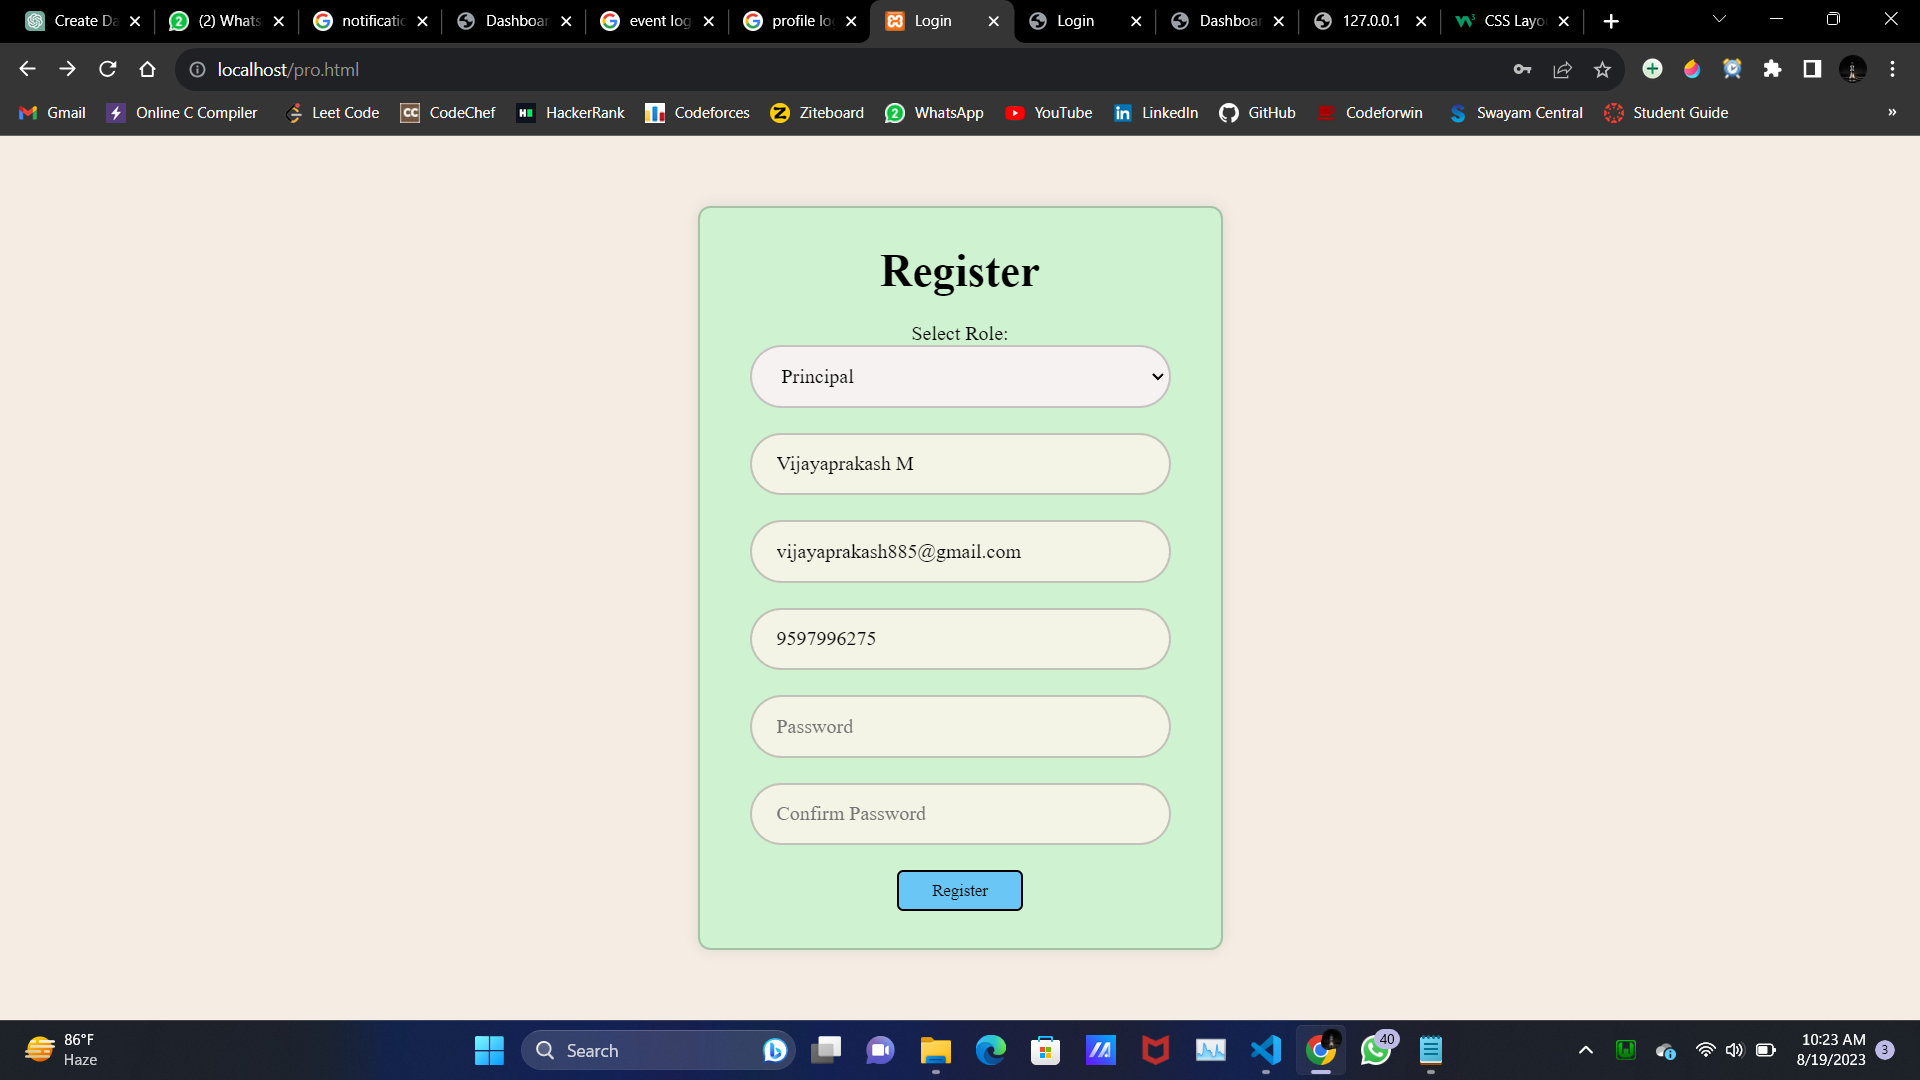 Create Da
(2) Whats
notificatio
Dashboar
event log
profile lo
Login
Login
Dashboar
127.0.0.1
CSS Layo
localhost/pro.html
Gmail
Online C Compiler
Leet Code
CC CodeChef
HackerRank
Codeforces
Ziteboard
2 WhatsApp
YouTube
LinkedIn
GitHub
Codeforwin
Swayam Central
Student Guide
»
Register
Select Role:
Principal
Vijayaprakash M
vijayaprakash885@gmail.com
9597996275
Password
Confirm Password
Register
86°F
Haze
Search
40
10:23 AM
8/19/2023
3